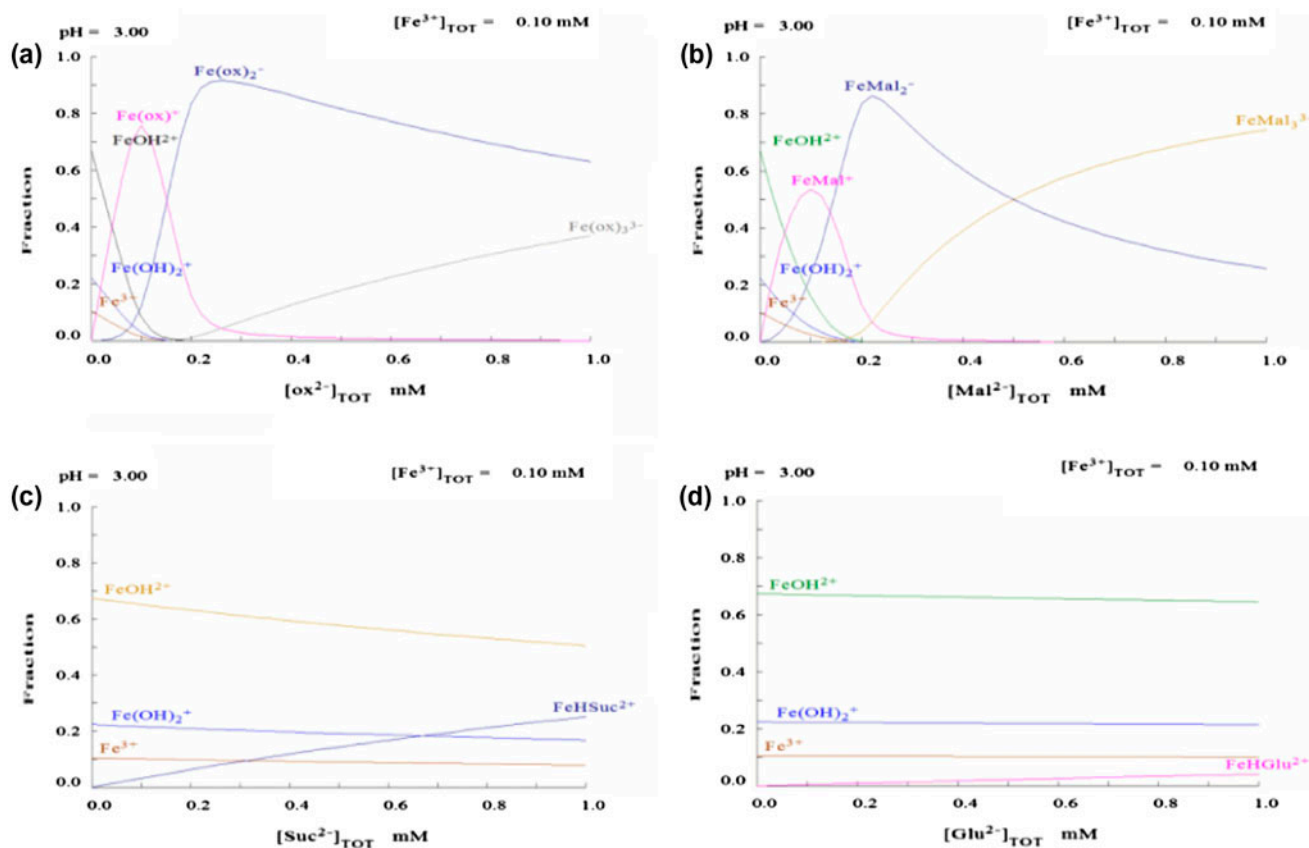 (a)
pH = 3.00
[Fe³⁺]TOT = 0.10 mM
Fraction
1.0
0.8
0.6
0.4
0.2
0.0
Fe(ox)₂⁻
Fe(ox)⁺
FeOH²⁺
Fe(OH)₂⁺
Fe³⁺
Fe(ox)₃³⁻
0.0 0.2 0.4 0.6 0.8 1.0
[ox²⁻]TOT mM
(b)
pH = 3.00
[Fe³⁺]TOT = 0.10 mM
Fraction
1.0
0.8
0.6
0.4
0.2
0.0
FeMal₂⁻
FeOH²⁺
FeMal⁺
Fe(OH)₂⁺
Fe³⁺
FeMal₃³⁻
0.0 0.2 0.4 0.6 0.8 1.0
[Mal²⁻]TOT mM
(c)
pH = 3.00
[Fe³⁺]TOT = 0.10 mM
Fraction
1.0
0.8
0.6
0.4
0.2
0.0
FeOH²⁺
Fe(OH)₂⁺
FeHSuc²⁺
Fe³⁺
0.0 0.2 0.4 0.6 0.8 1.0
[Suc²⁻]TOT mM
(d)
pH = 3.00
[Fe³⁺]TOT = 0.10 mM
Fraction
1.0
0.8
0.6
0.4
0.2
0.0
FeOH²⁺
Fe(OH)₂⁺
Fe³⁺
FeHGlu²⁺
0.0 0.2 0.4 0.6 0.8 1.0
[Glu²⁻]TOT mM